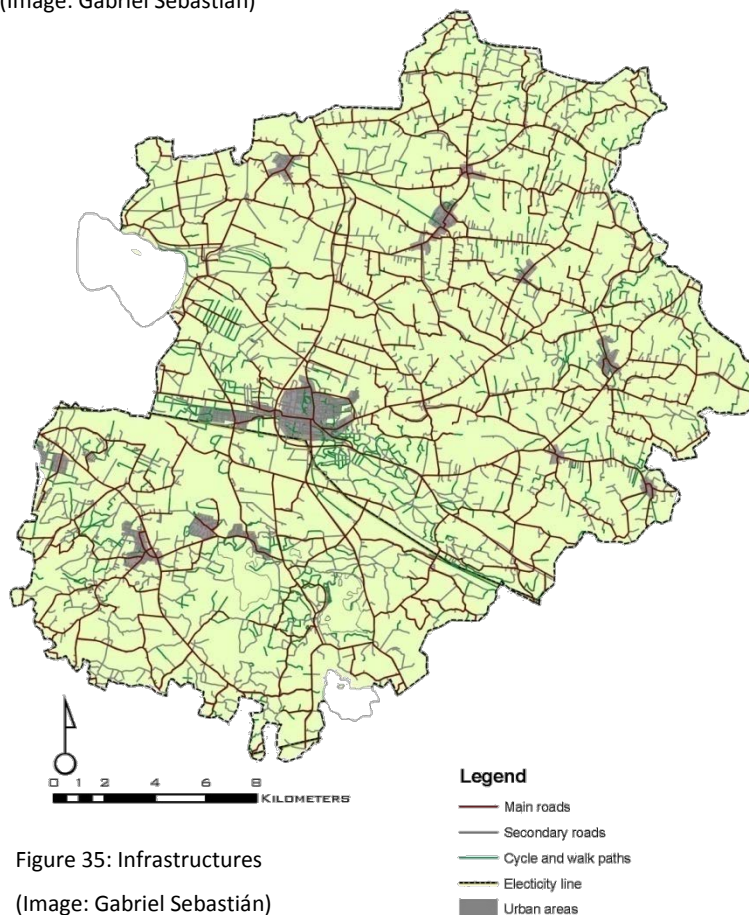 (Image: Gabriel Sebastián)
0 1 2 4 6 8
KILOMETERS
Legend
Main roads
Secondary roads
Cycle and walk paths
Electicity line
Urban areas
Figure 35: Infrastructures
(Image: Gabriel Sebastián)